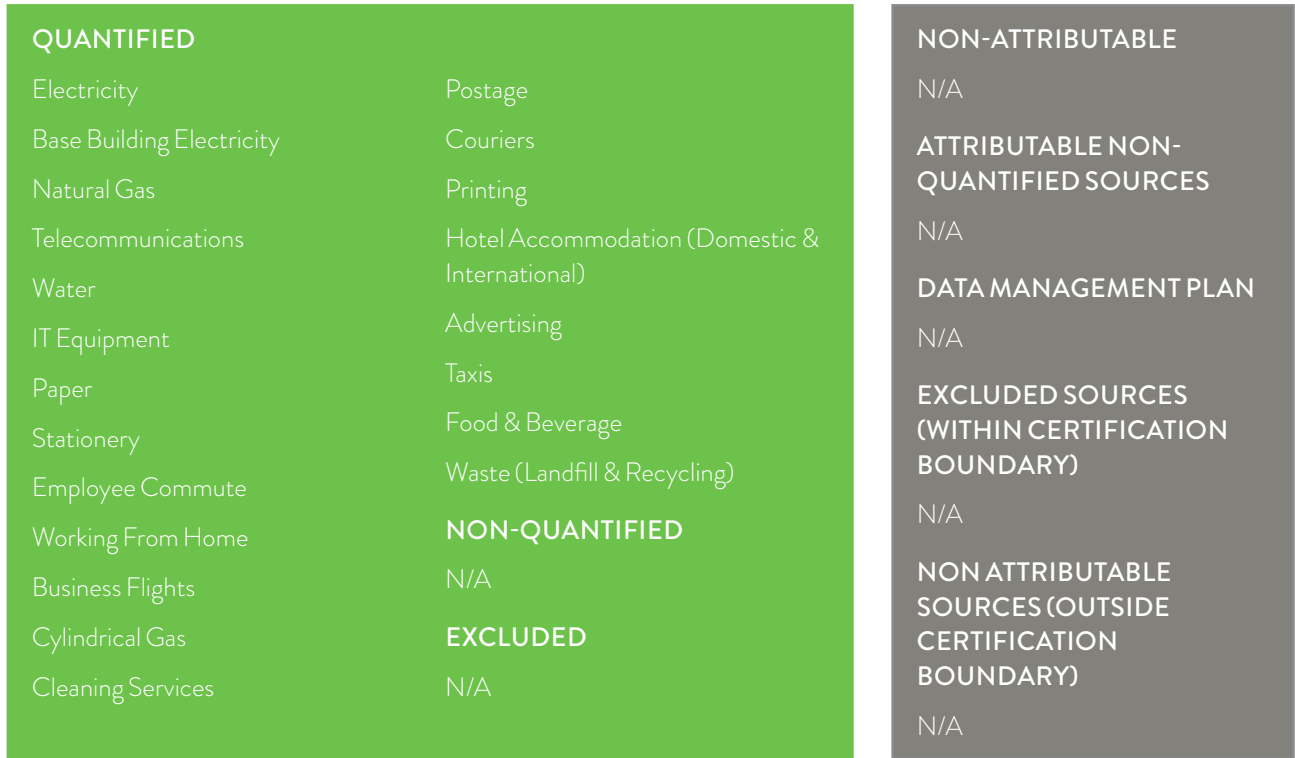 QUANTIFIED
Electricity
Base Building Electricity
Natural Gas
Telecommunications
Water
IT Equipment
Paper
Stationery
Employee Commute
Working From Home
Business Flights
Cylindrical Gas
Cleaning Services
Postage
Couriers
Printing
Hotel Accommodation (Domestic &
International)
Advertising
Taxis
Food & Beverage
Waste (Landfill & Recycling)
NON-QUANTIFIED
N/A
EXCLUDED
N/A
NON-ATTRIBUTABLE
N/A
ATTRIBUTABLE NON-
QUANTIFIED SOURCES
N/A
DATA MANAGEMENT PLAN
N/A
EXCLUDED SOURCES
(WITHIN CERTIFICATION
BOUNDARY)
N/A
NON ATTRIBUTABLE
SOURCES (OUTSIDE
CERTIFICATION
BOUNDARY)
N/A